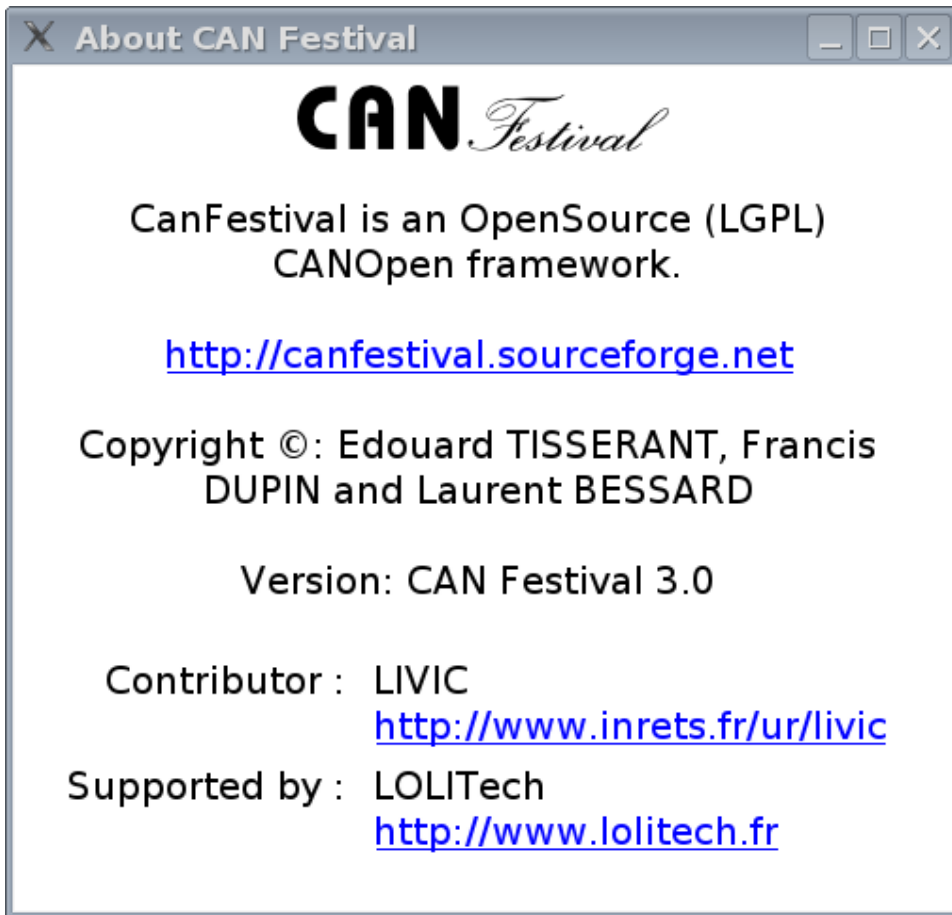 About CAN Festival
CAN Festival
CanFestival is an OpenSource (LGPL)
CANOpen framework.
http://canfestival.sourceforge.net
Copyright ©: Edouard TISSERANT, Francis
DUPIN and Laurent BESSARD
Version: CAN Festival 3.0
Contributor : LIVIC
http://www.inrets.fr/ur/livic
Supported by : LOLITech
http://www.lolitech.fr